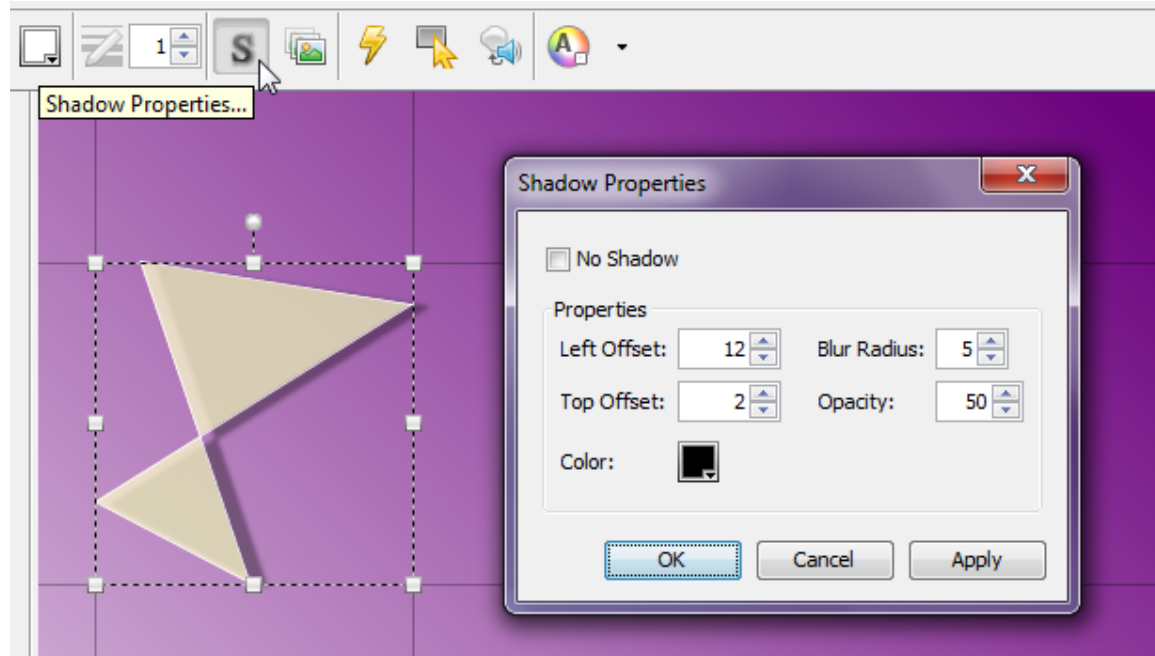 1
S
A
Shadow Properties...
Shadow Properties
No Shadow
Properties
Left Offset: 12 Blur Radius: 5
Top Offset: 2 Opacity: 50
Color:
OK Cancel Apply